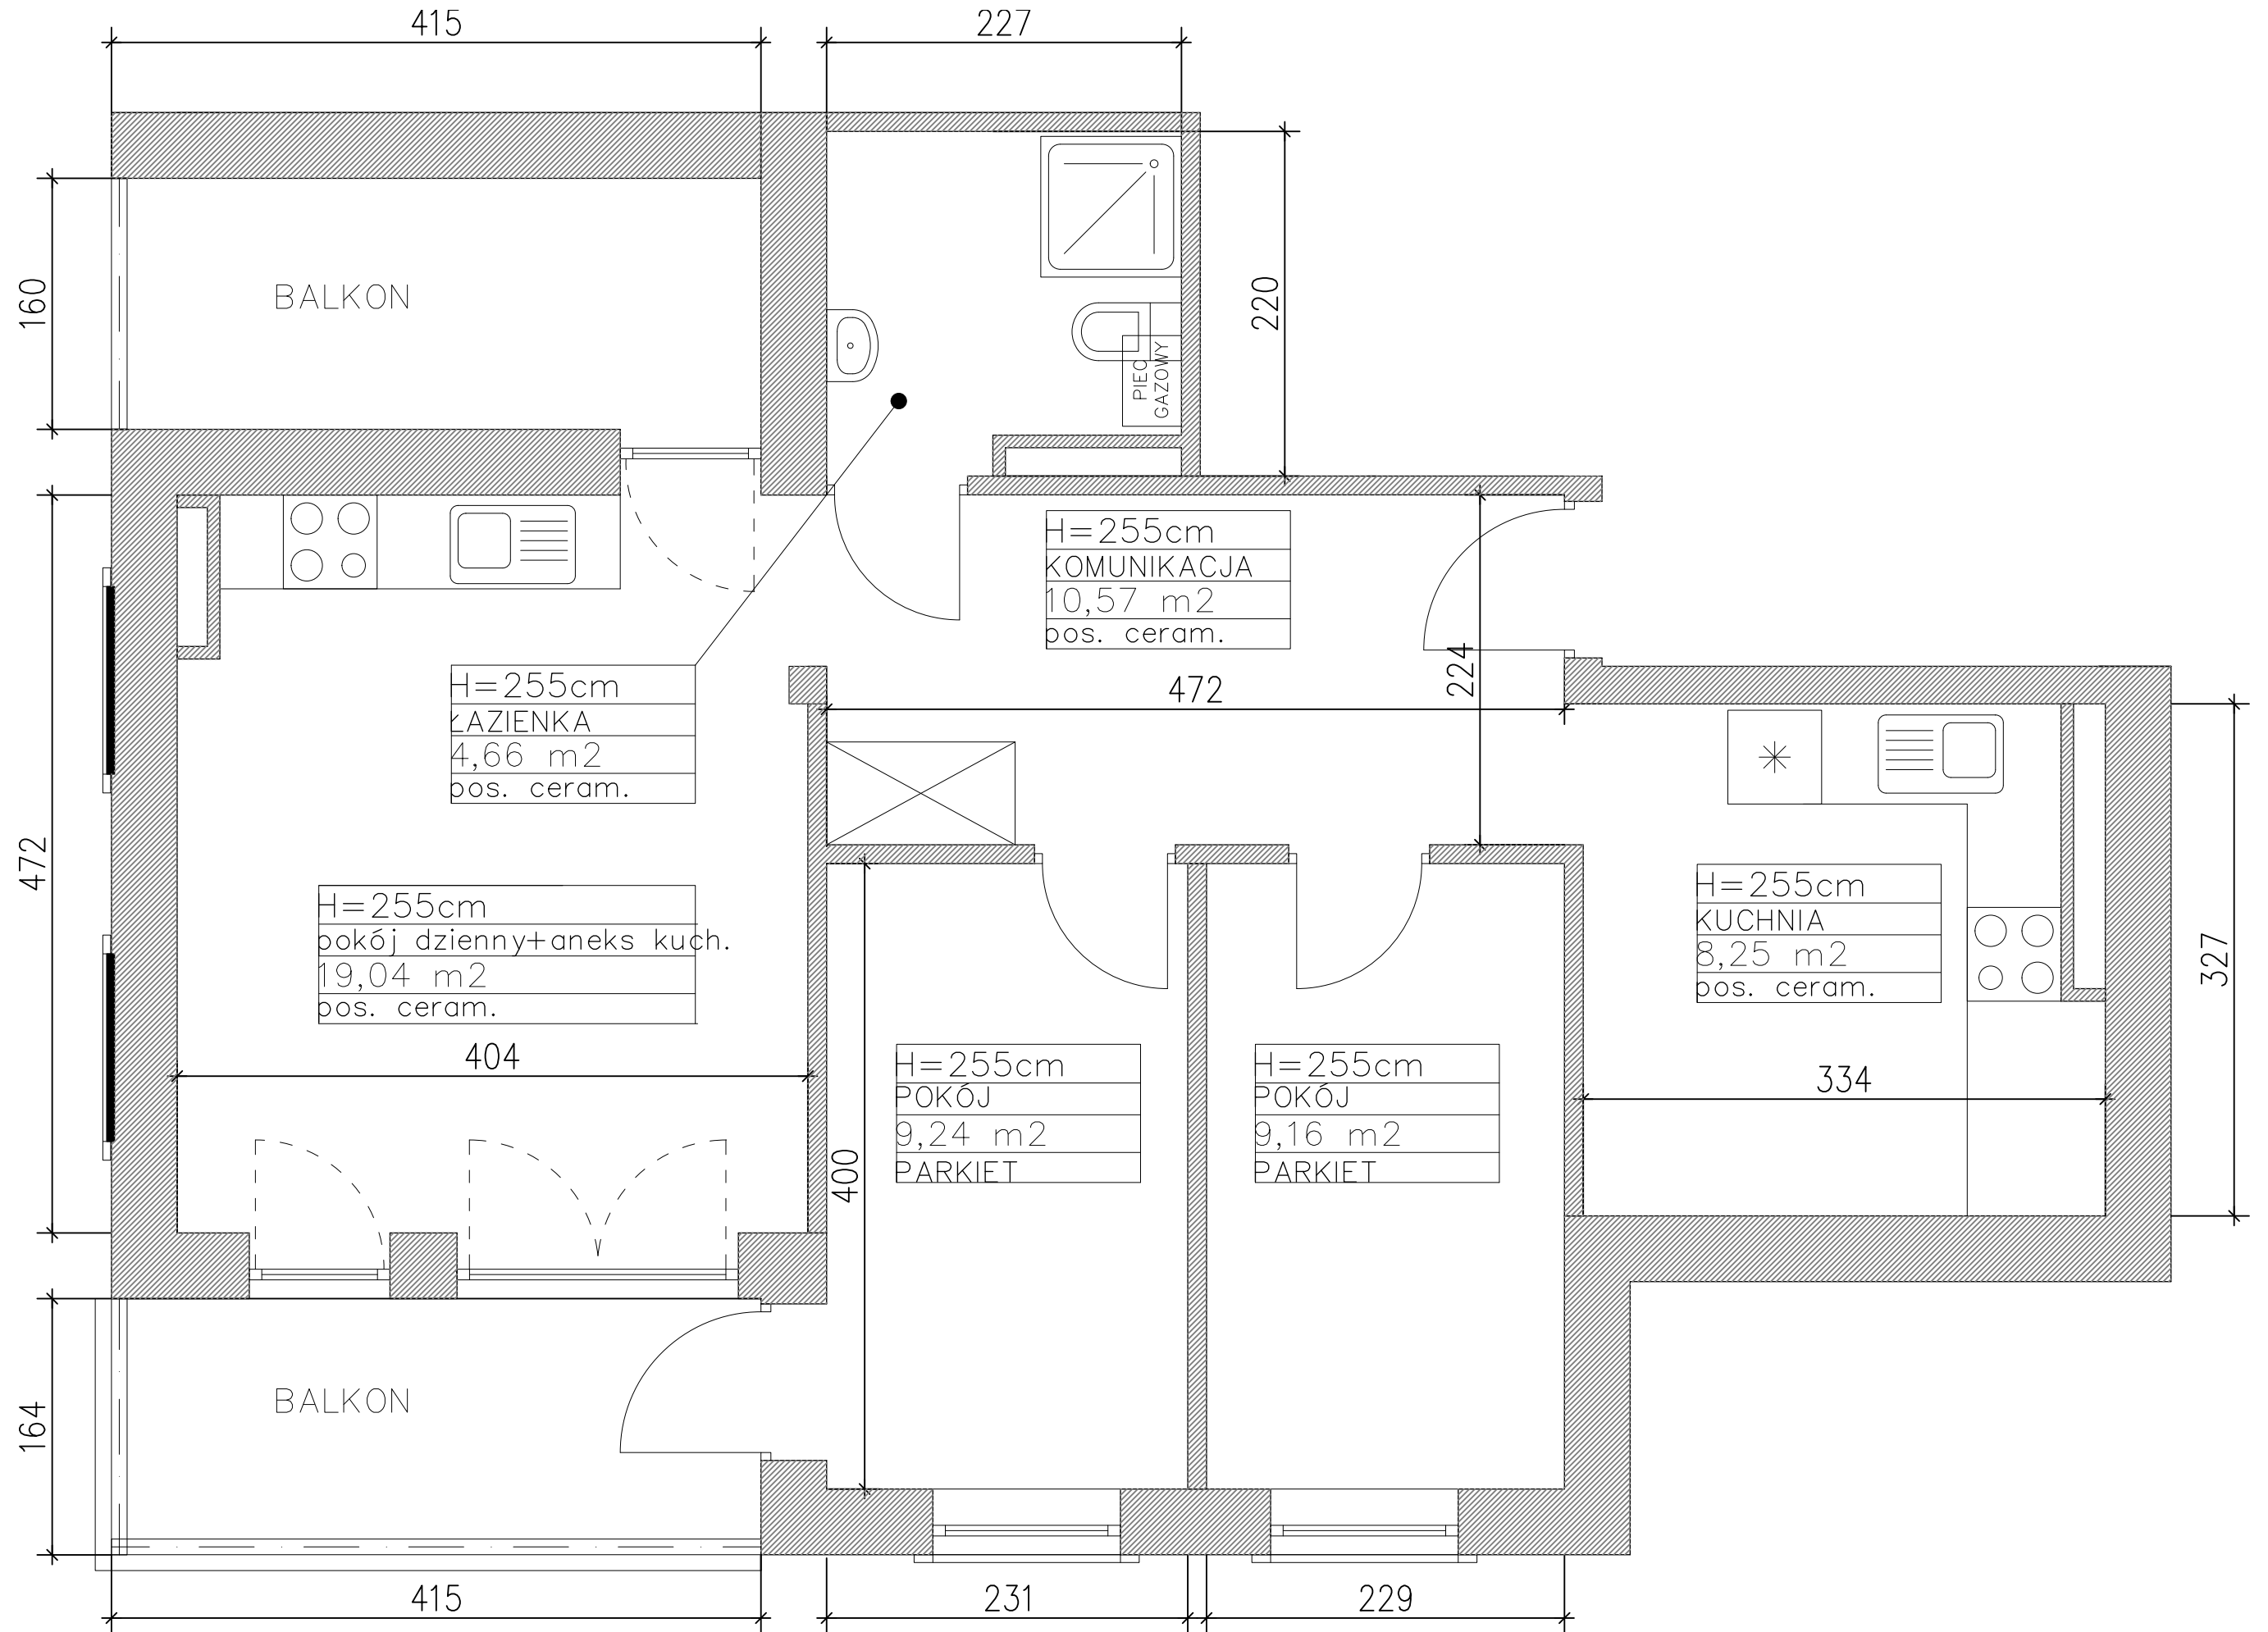 415
227
160
BALKON
220
PIEC
GAZOWY
H=255cm
KOMUNIKACJA
10,57 m2
pos. ceram.
224
472
H=255cm
ŁAZIENKA
4,66 m2
pos. ceram.
472
H=255cm
pokój dzienny+aneks kuch.
19,04 m2
pos. ceram.
H=255cm
KUCHNIA
8,25 m2
pos. ceram.
327
404
334
H=255cm
POKÓJ
9,24 m2
PARKIET
H=255cm
POKÓJ
9,16 m2
PARKIET
400
164
BALKON
415
231
229